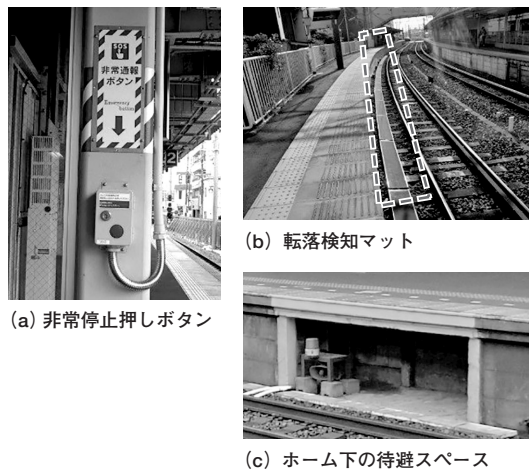 SOS
非常通報
ボタン
Emergency
button
2
(a) 非常停止押しボタン
(b) 転落検知マット
(c) ホーム下の待避スペース